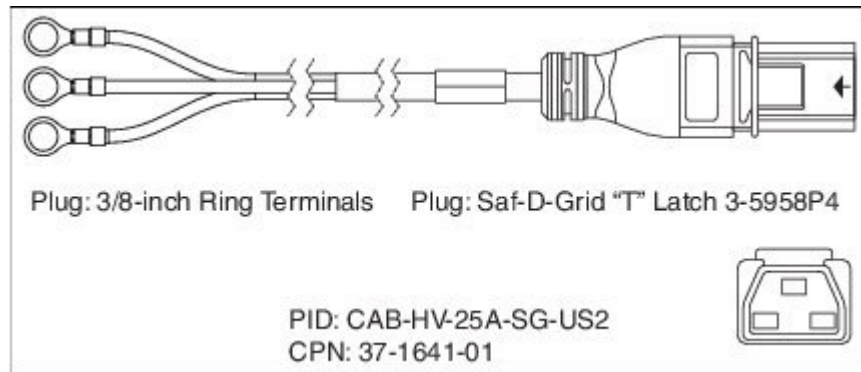 Plug: 3/8-inch Ring Terminals Plug: Saf-D-Grid “T” Latch 3-5958P4
PID: CAB-HV-25A-SG-US2
CPN: 37-1641-01